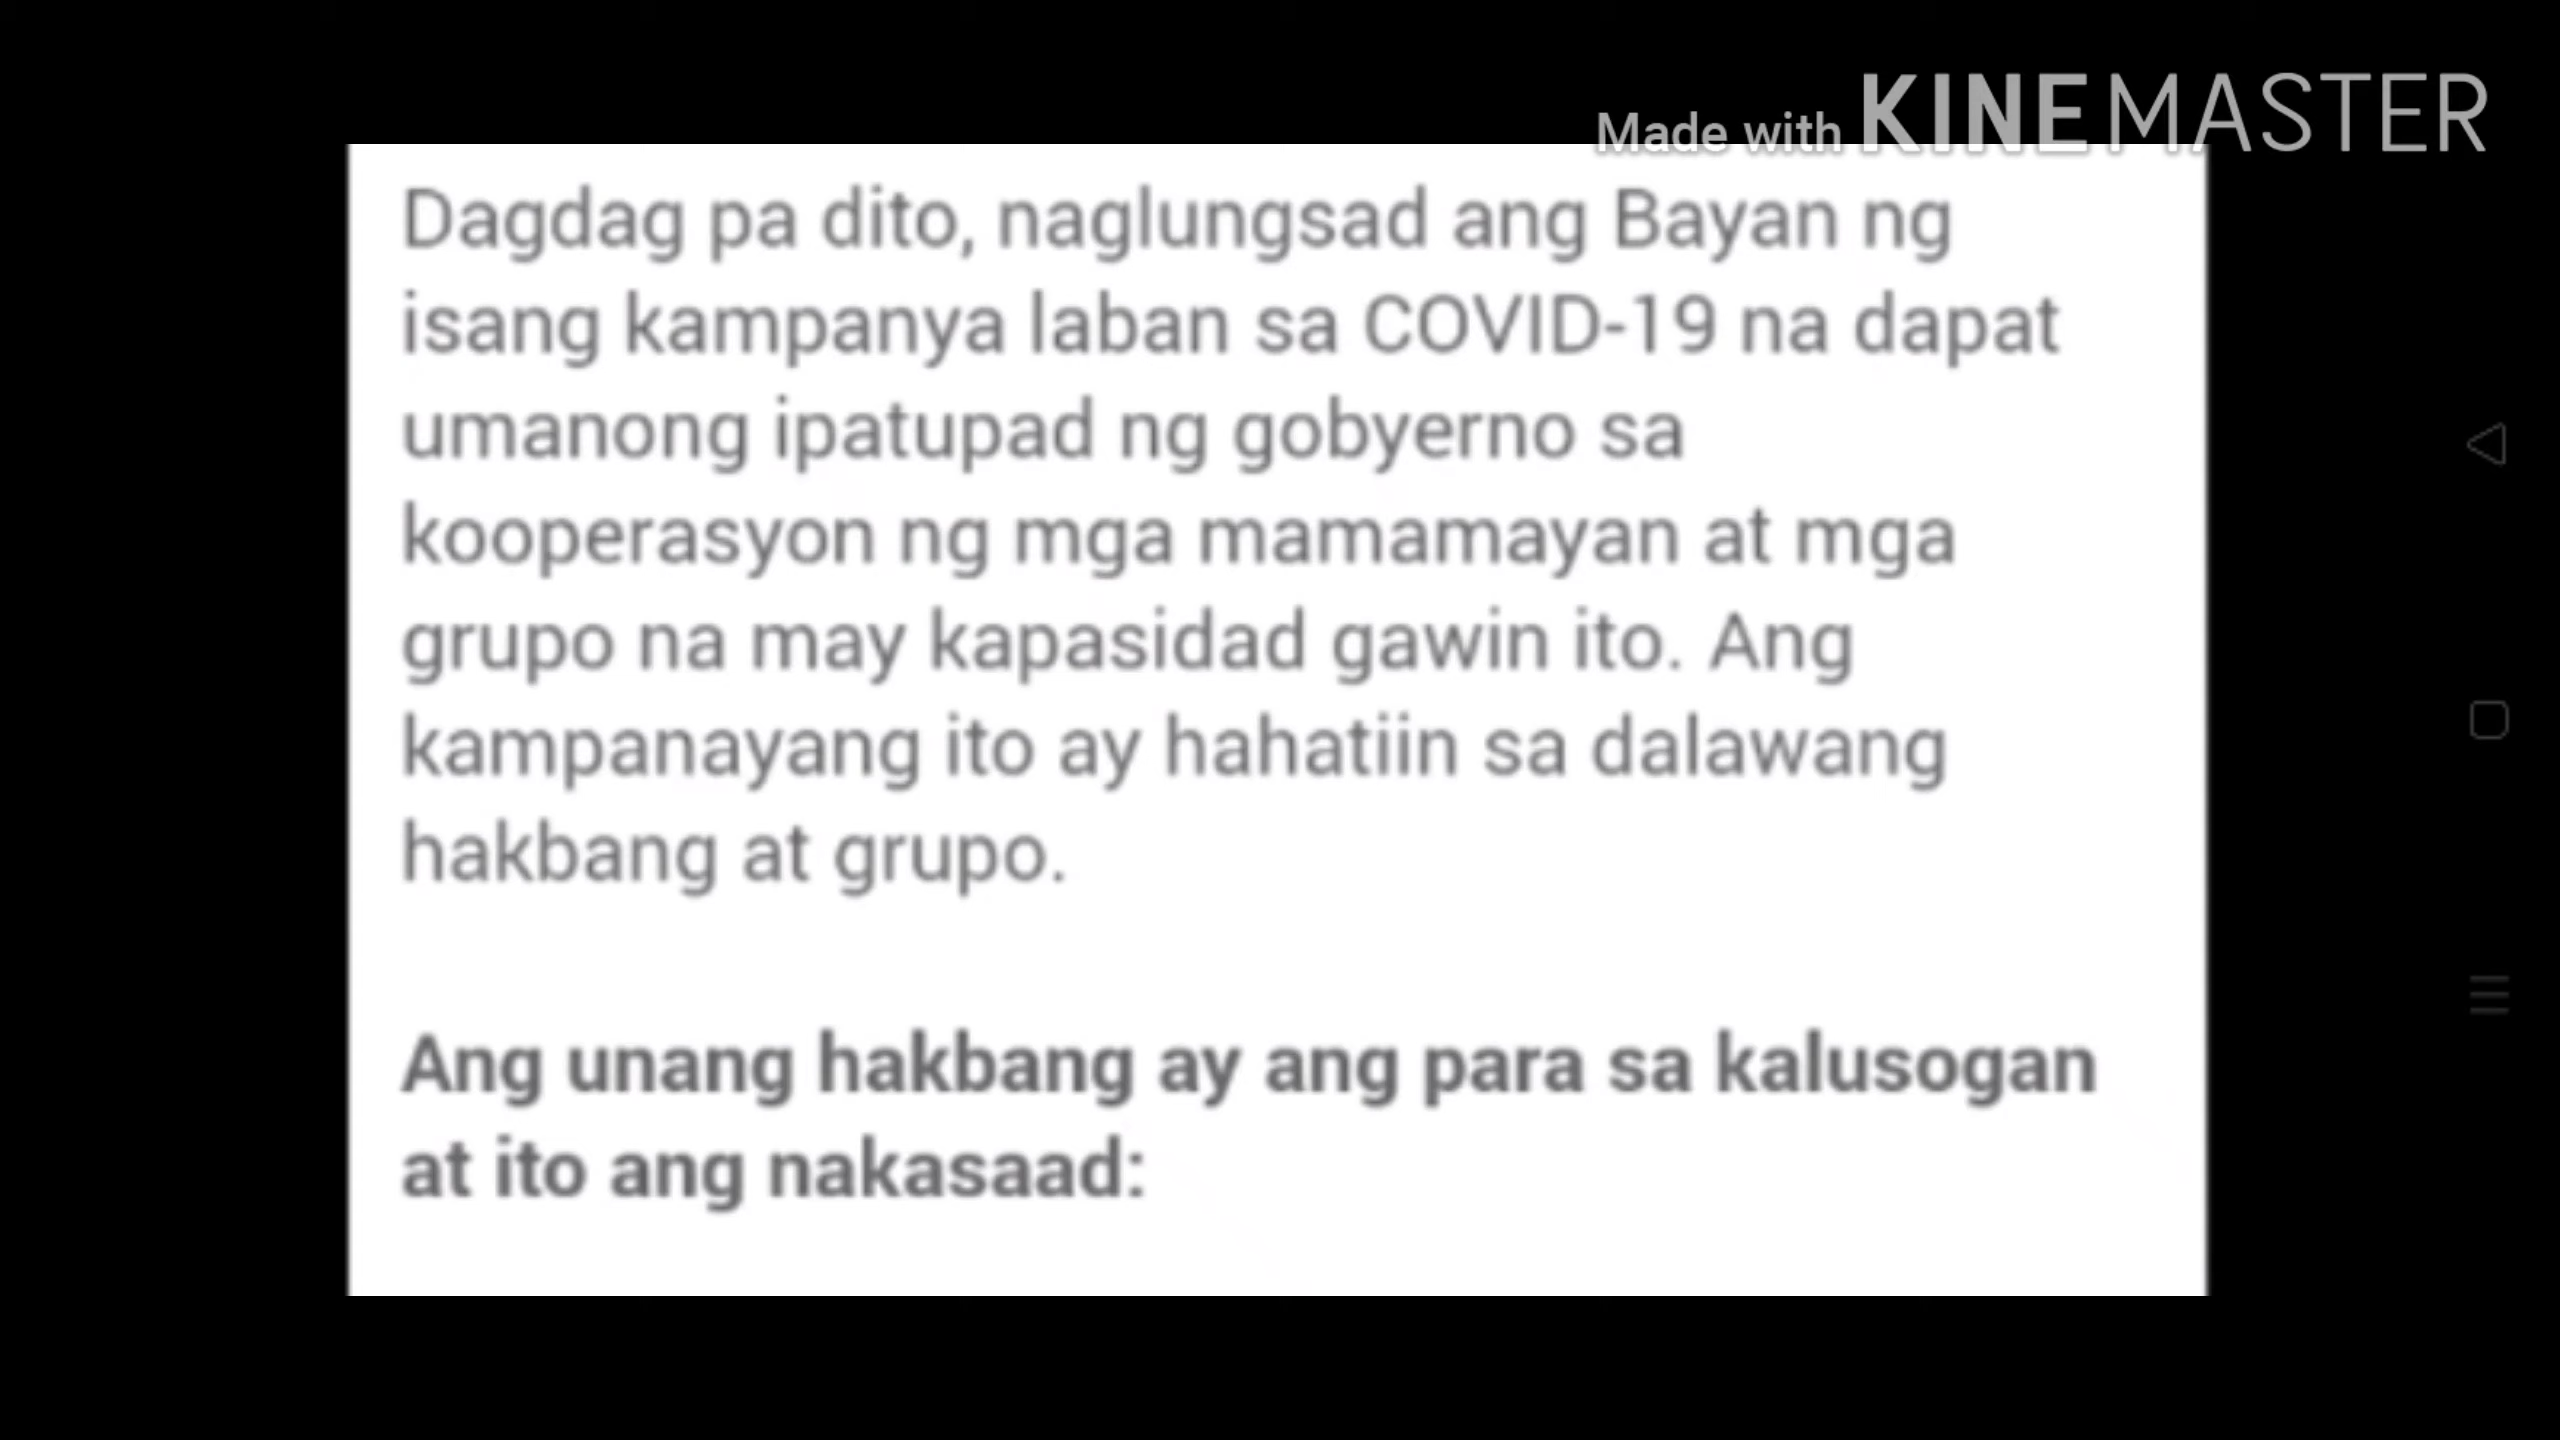 Made with KINEMASTER
Dagdag pa dito, naglungsad ang Bayan ng
isang kampanya laban sa COVID-19 na dapat
umanong ipatupad ng gobyerno sa
kooperasyon ng mga mamamayan at mga
grupo na may kapasidad gawin ito. Ang
kampanayang ito ay hahatiin sa dalawang
hakbang at grupo.
Ang unang hakbang ay ang para sa kalusogan
at ito ang nakasaad: